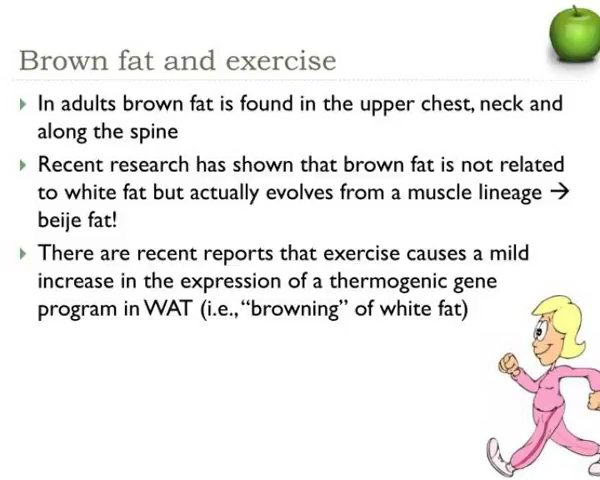 Brown fat and exercise
In adults brown fat is found in the upper chest, neck and
along the spine
Recent research has shown that brown fat is not related
to white fat but actually evolves from a muscle lineage →
beije fat!
There are recent reports that exercise causes a mild
increase in the expression of a thermogenic gene
program in WAT (i.e., “browning” of white fat)